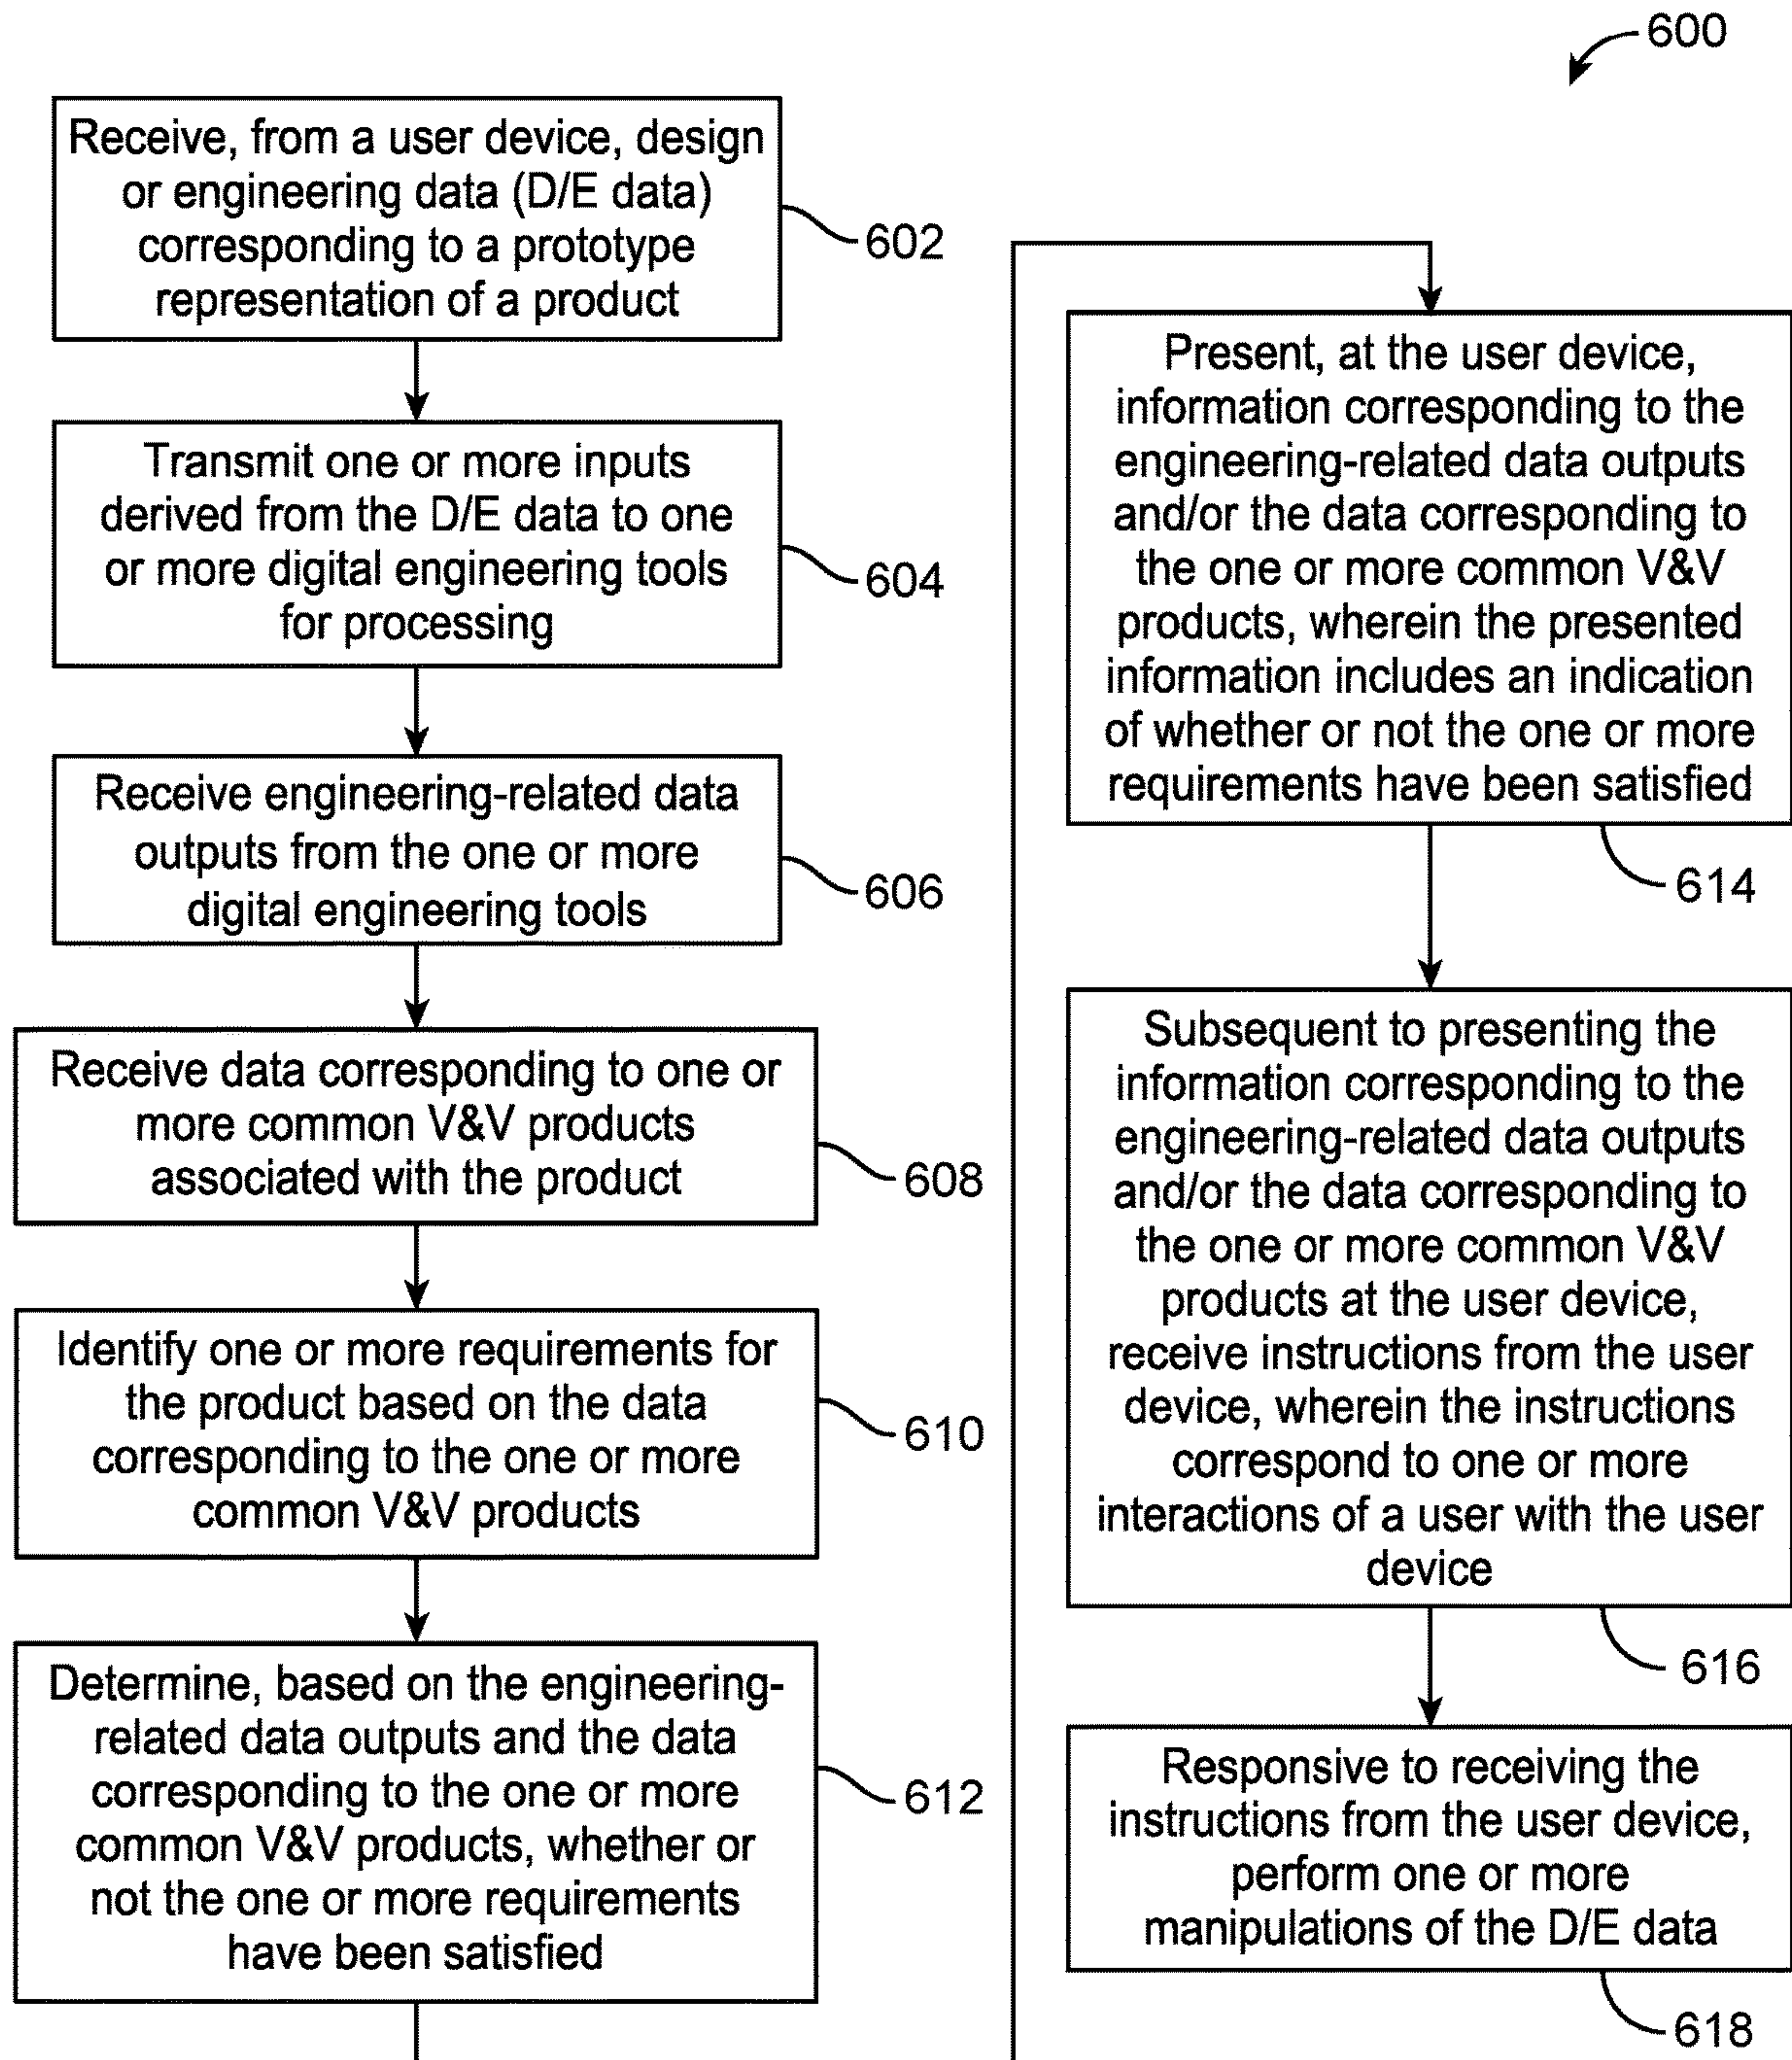 600
Receive, from a user device, design
or engineering data (D/E data)
corresponding to a prototype
representation of a product
602
Transmit one or more inputs
derived from the D/E data to one
or more digital engineering tools
for processing
604
Receive engineering-related data
outputs from the one or more
digital engineering tools
606
Receive data corresponding to one or
more common V&V products
associated with the product
608
Identify one or more requirements for
the product based on the data
corresponding to the one or more
common V&V products
610
Determine, based on the engineering-
related data outputs and the data
corresponding to the one or more
common V&V products, whether or
not the one or more requirements
have been satisfied
612
Present, at the user device,
information corresponding to the
engineering-related data outputs
and/or the data corresponding to
the one or more common V&V
products, wherein the presented
information includes an indication
of whether or not the one or more
requirements have been satisfied
614
Subsequent to presenting the
information corresponding to the
engineering-related data outputs
and/or the data corresponding to
the one or more common V&V
products at the user device,
receive instructions from the user
device, wherein the instructions
correspond to one or more
interactions of a user with the user
device
616
Responsive to receiving the
instructions from the user device,
perform one or more
manipulations of the D/E data
618